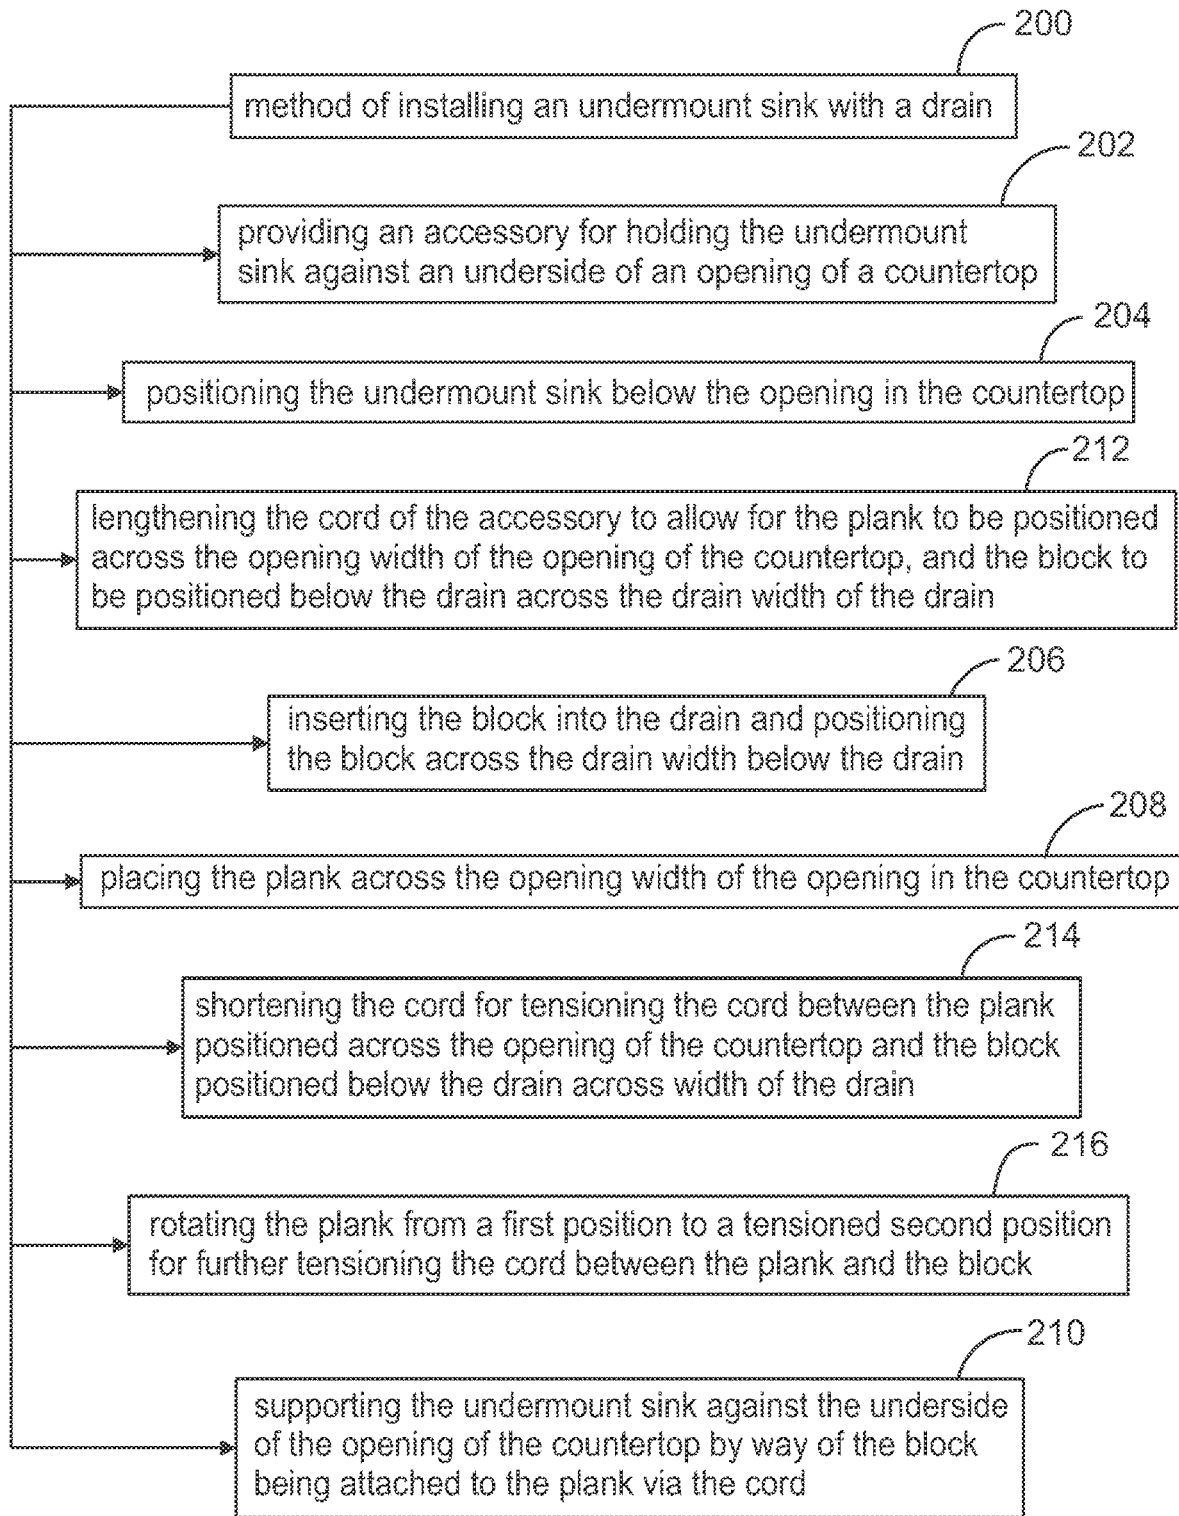 200
method of installing an undermount sink with a drain
202
providing an accessory for holding the undermount
sink against an underside of an opening of a countertop
204
positioning the undermount sink below the opening in the countertop
212
lengthening the cord of the accessory to allow for the plank to be positioned
across the opening width of the opening of the countertop, and the block to
be positioned below the drain across the drain width of the drain
206
inserting the block into the drain and positioning
the block across the drain width below the drain
208
placing the plank across the opening width of the opening in the countertop
214
shortening the cord for tensioning the cord between the plank
positioned across the opening of the countertop and the block
positioned below the drain across width of the drain
216
rotating the plank from a first position to a tensioned second position
for further tensioning the cord between the plank and the block
210
supporting the undermount sink against the underside
of the opening of the countertop by way of the block
being attached to the plank via the cord